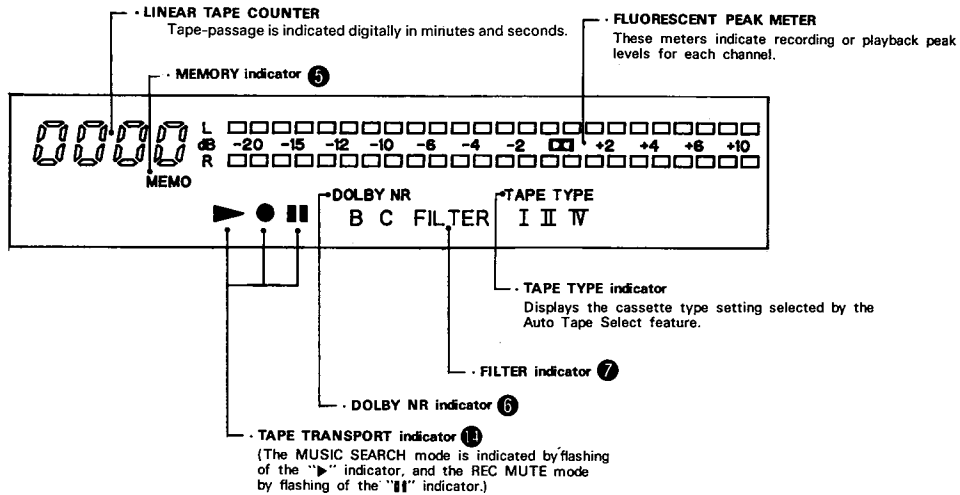 · LINEAR TAPE COUNTER
Tape-passage is indicated digitally in minutes and seconds.
· FLUORESCENT PEAK METER
These meters indicate recording or playback peak
levels for each channel.
· MEMORY indicator 5
0000
L
dB -20 -15 -12 -10 -6 -4 -2 +2 +4 +6 +10
R
MEMO
DOLBY NR
TAPE TYPE
B C FILTER I II IV
· TAPE TYPE indicator
Displays the cassette type setting selected by the
Auto Tape Select feature.
· FILTER indicator 7
· DOLBY NR indicator 6
· TAPE TRANSPORT indicator 14
(The MUSIC SEARCH mode is indicated by flashing
of the "▶" indicator, and the REC MUTE mode
by flashing of the "▮▮" indicator.)